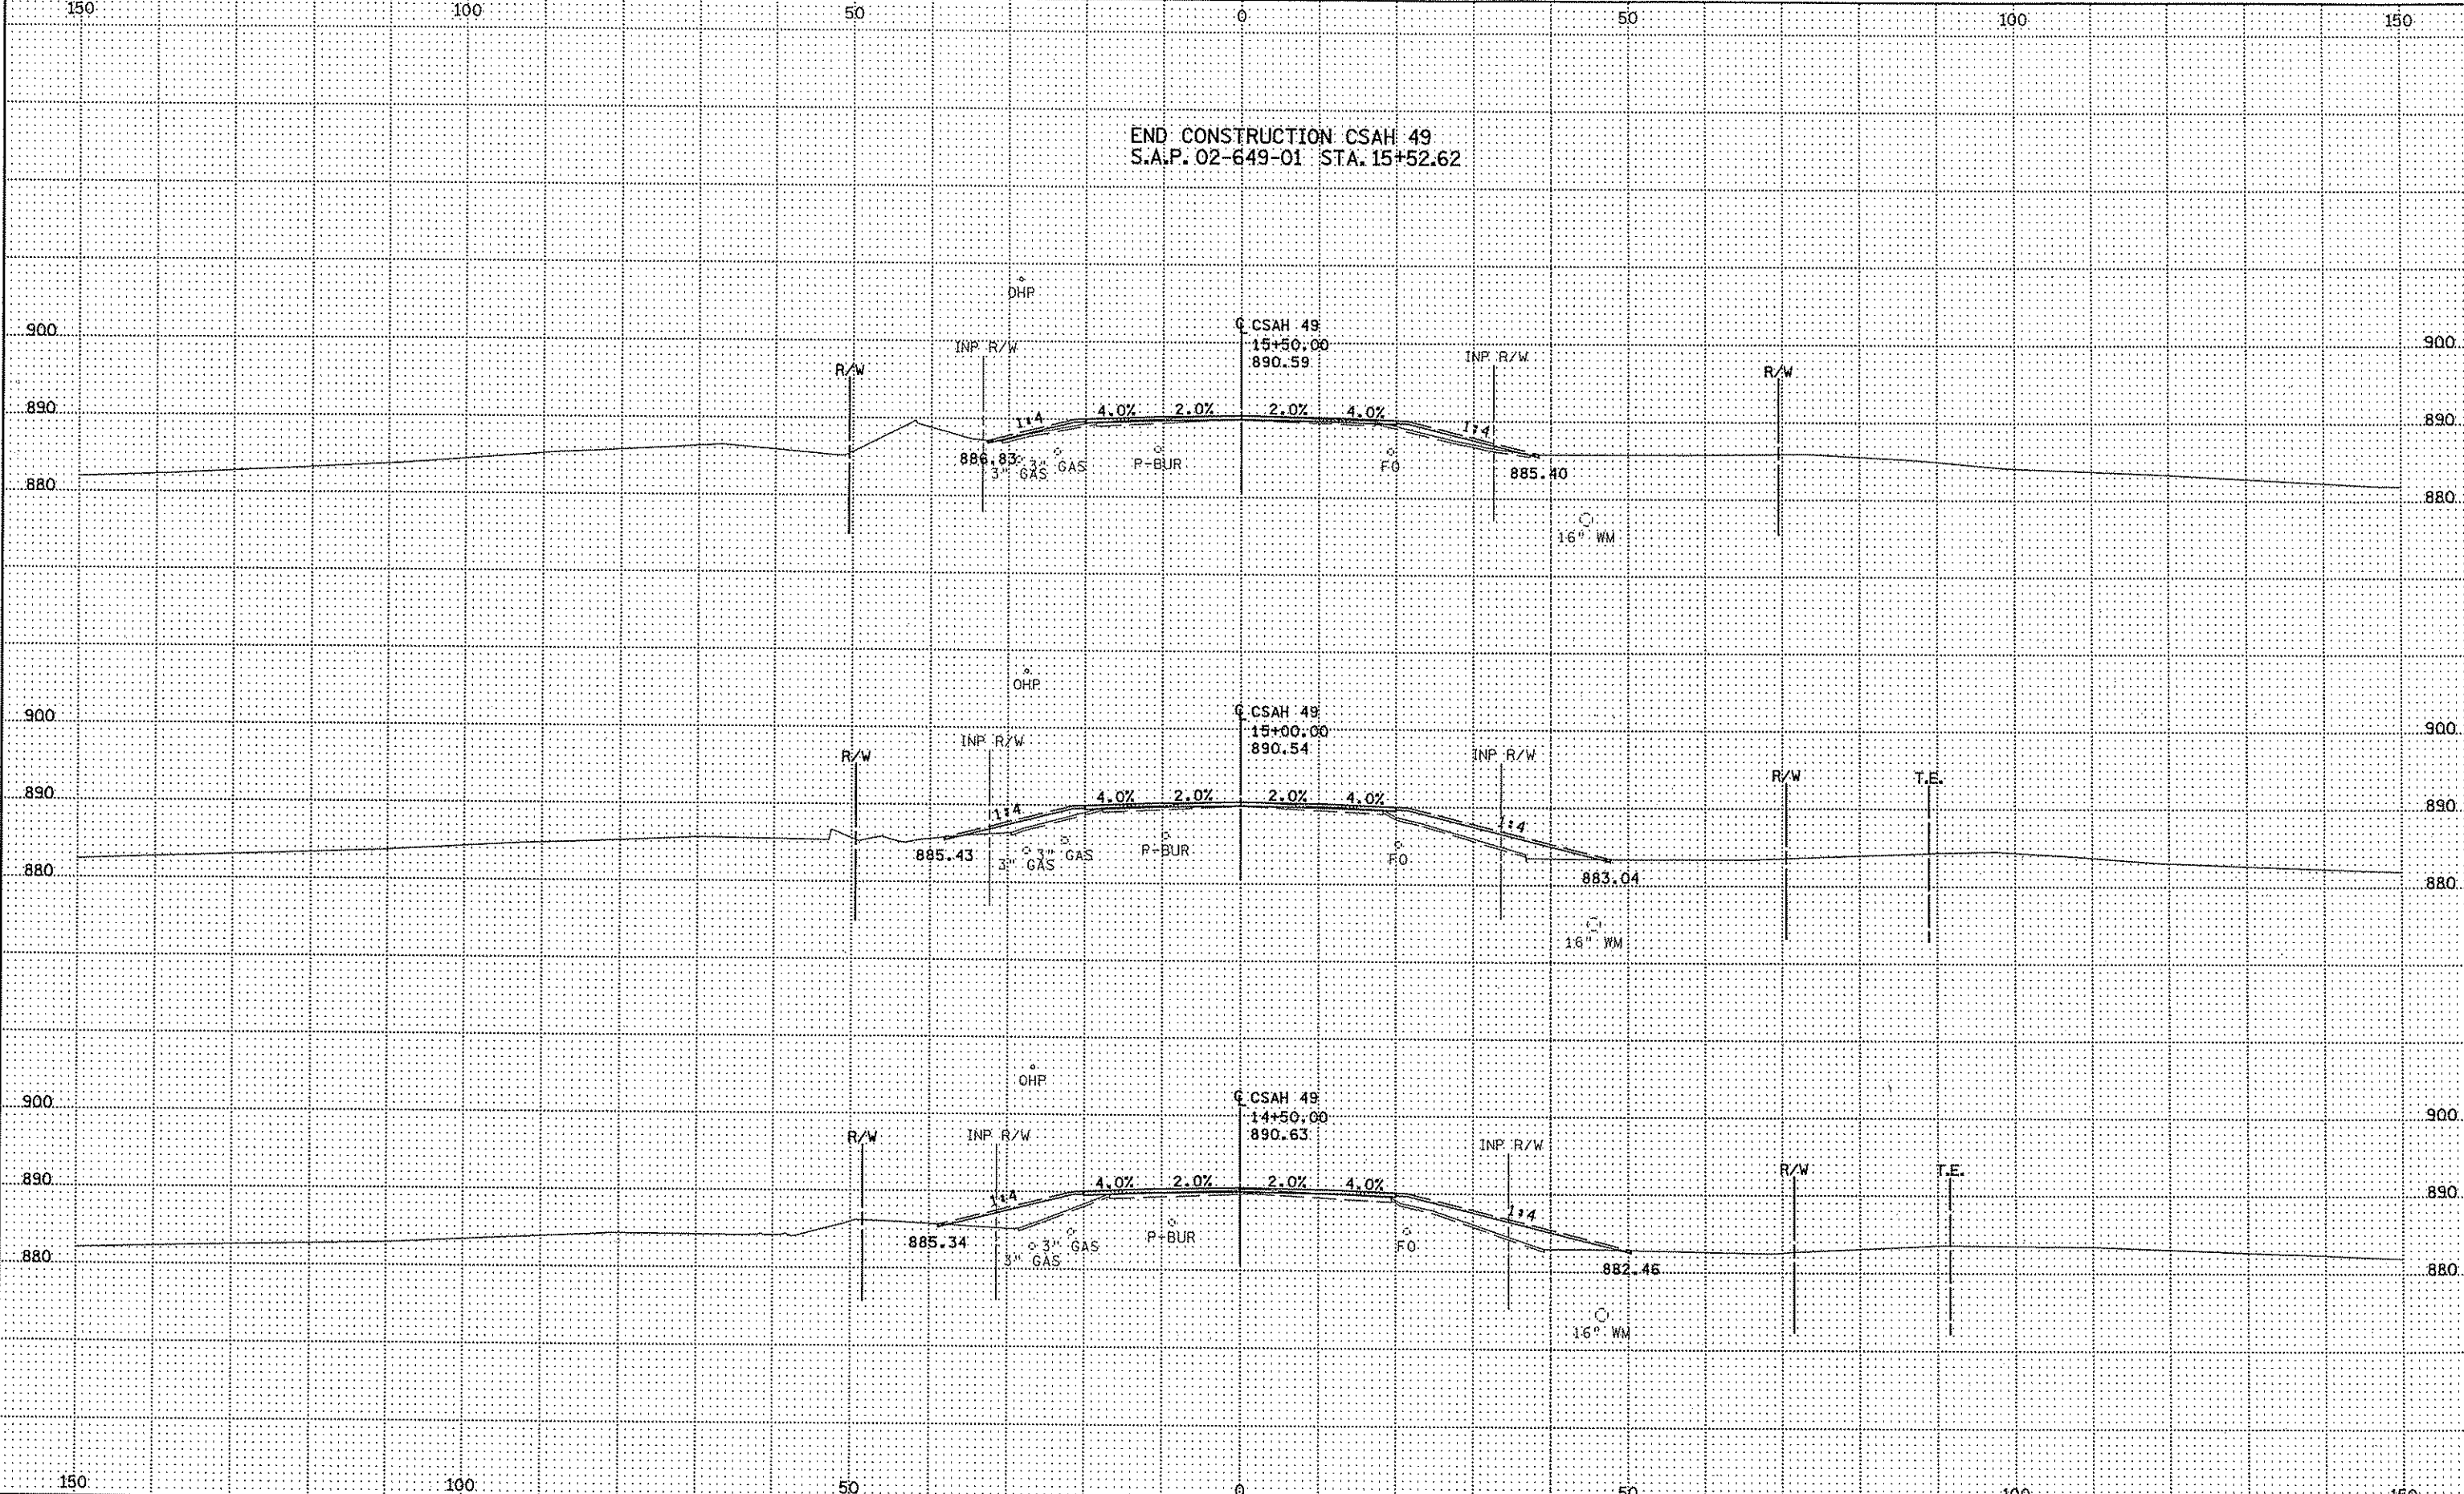 150 100 50 0 50 100 150
END CONSTRUCTION CSAH 49
S.A.P. 02-649-01 STA. 15+52.62
OHP
900 ℄ CSAH 49 900
15+50.00
890.59
INP R/W INP R/W
R/W R/W
890 1:4 4.0% 2.0% 2.0% 4.0% 1:4 890
886.83 3" GAS P-BUR FO
3" GAS 885.40
880 880
16" WM
OHP
900 ℄ CSAH 49 900
15+00.00
890.54
INP R/W INP R/W
R/W R/W T.E.
890 1:4 4.0% 2.0% 2.0% 4.0% 1:4 890
885.43 3" GAS P-BUR FO
3" GAS
880 883.04 880
16" WM
OHP
900 ℄ CSAH 49 900
14+50.00
890.63
INP R/W INP R/W
R/W R/W T.E.
890 1:4 4.0% 2.0% 2.0% 4.0% 1:4 890
885.34 3" GAS P-BUR FO
3" GAS
880 882.46 880
16" WM
150 100 50 0 50 100 150